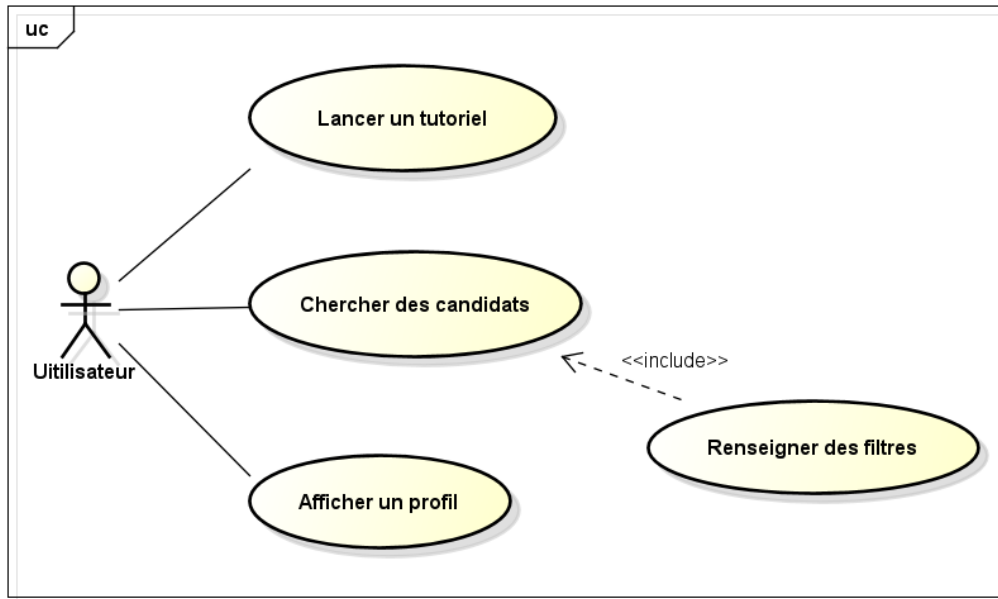 uc
Lancer un tutoriel
Chercher des candidats
<<include>>
Uitilisateur
Renseigner des filtres
Afficher un profil